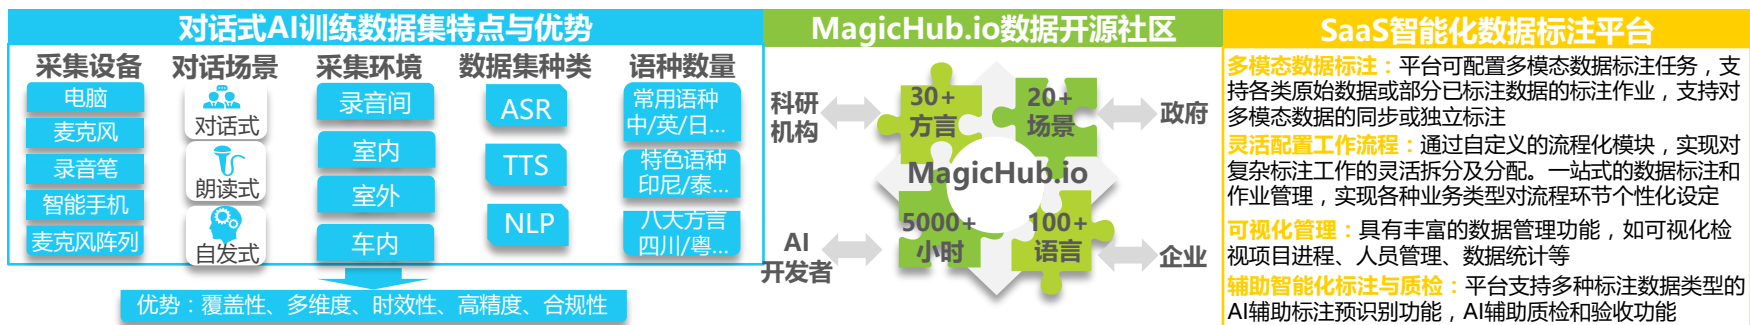 对话式AI训练数据集特点与优势
采集设备
电脑
麦克风
录音笔
智能手机
麦克风阵列
对话场景
对话式
朗读式
自发式
采集环境
录音间
室内
室外
车内
数据集种类
ASR
TTS
NLP
语种数量
常用语种
中/英/日...
特色语种
印尼/泰...
八大方言
四川/粤...
优势：覆盖性、多维度、时效性、高精度、合规性
MagicHub.io数据开源社区
科研
机构
AI
开发者
30+
方言
20+
场景
MagicHub.io
5000+
小时
100+
语言
政府
企业
SaaS智能化数据标注平台
多模态数据标注：平台可配置多模态数据标注任务，支
持各类原始数据或部分已标注数据的标注作业，支持对
多模态数据的同步或独立标注
灵活配置工作流程：通过自定义的流程化模块，实现对
复杂标注工作的灵活拆分及分配。一站式的数据标注和
作业管理，实现各种业务类型对流程环节个性化设定
可视化管理：具有丰富的数据管理功能，如可视化检
视项目进程、人员管理、数据统计等
辅助智能化标注与质检：平台支持多种标注数据类型的
AI辅助标注预识别功能，AI辅助质检和验收功能